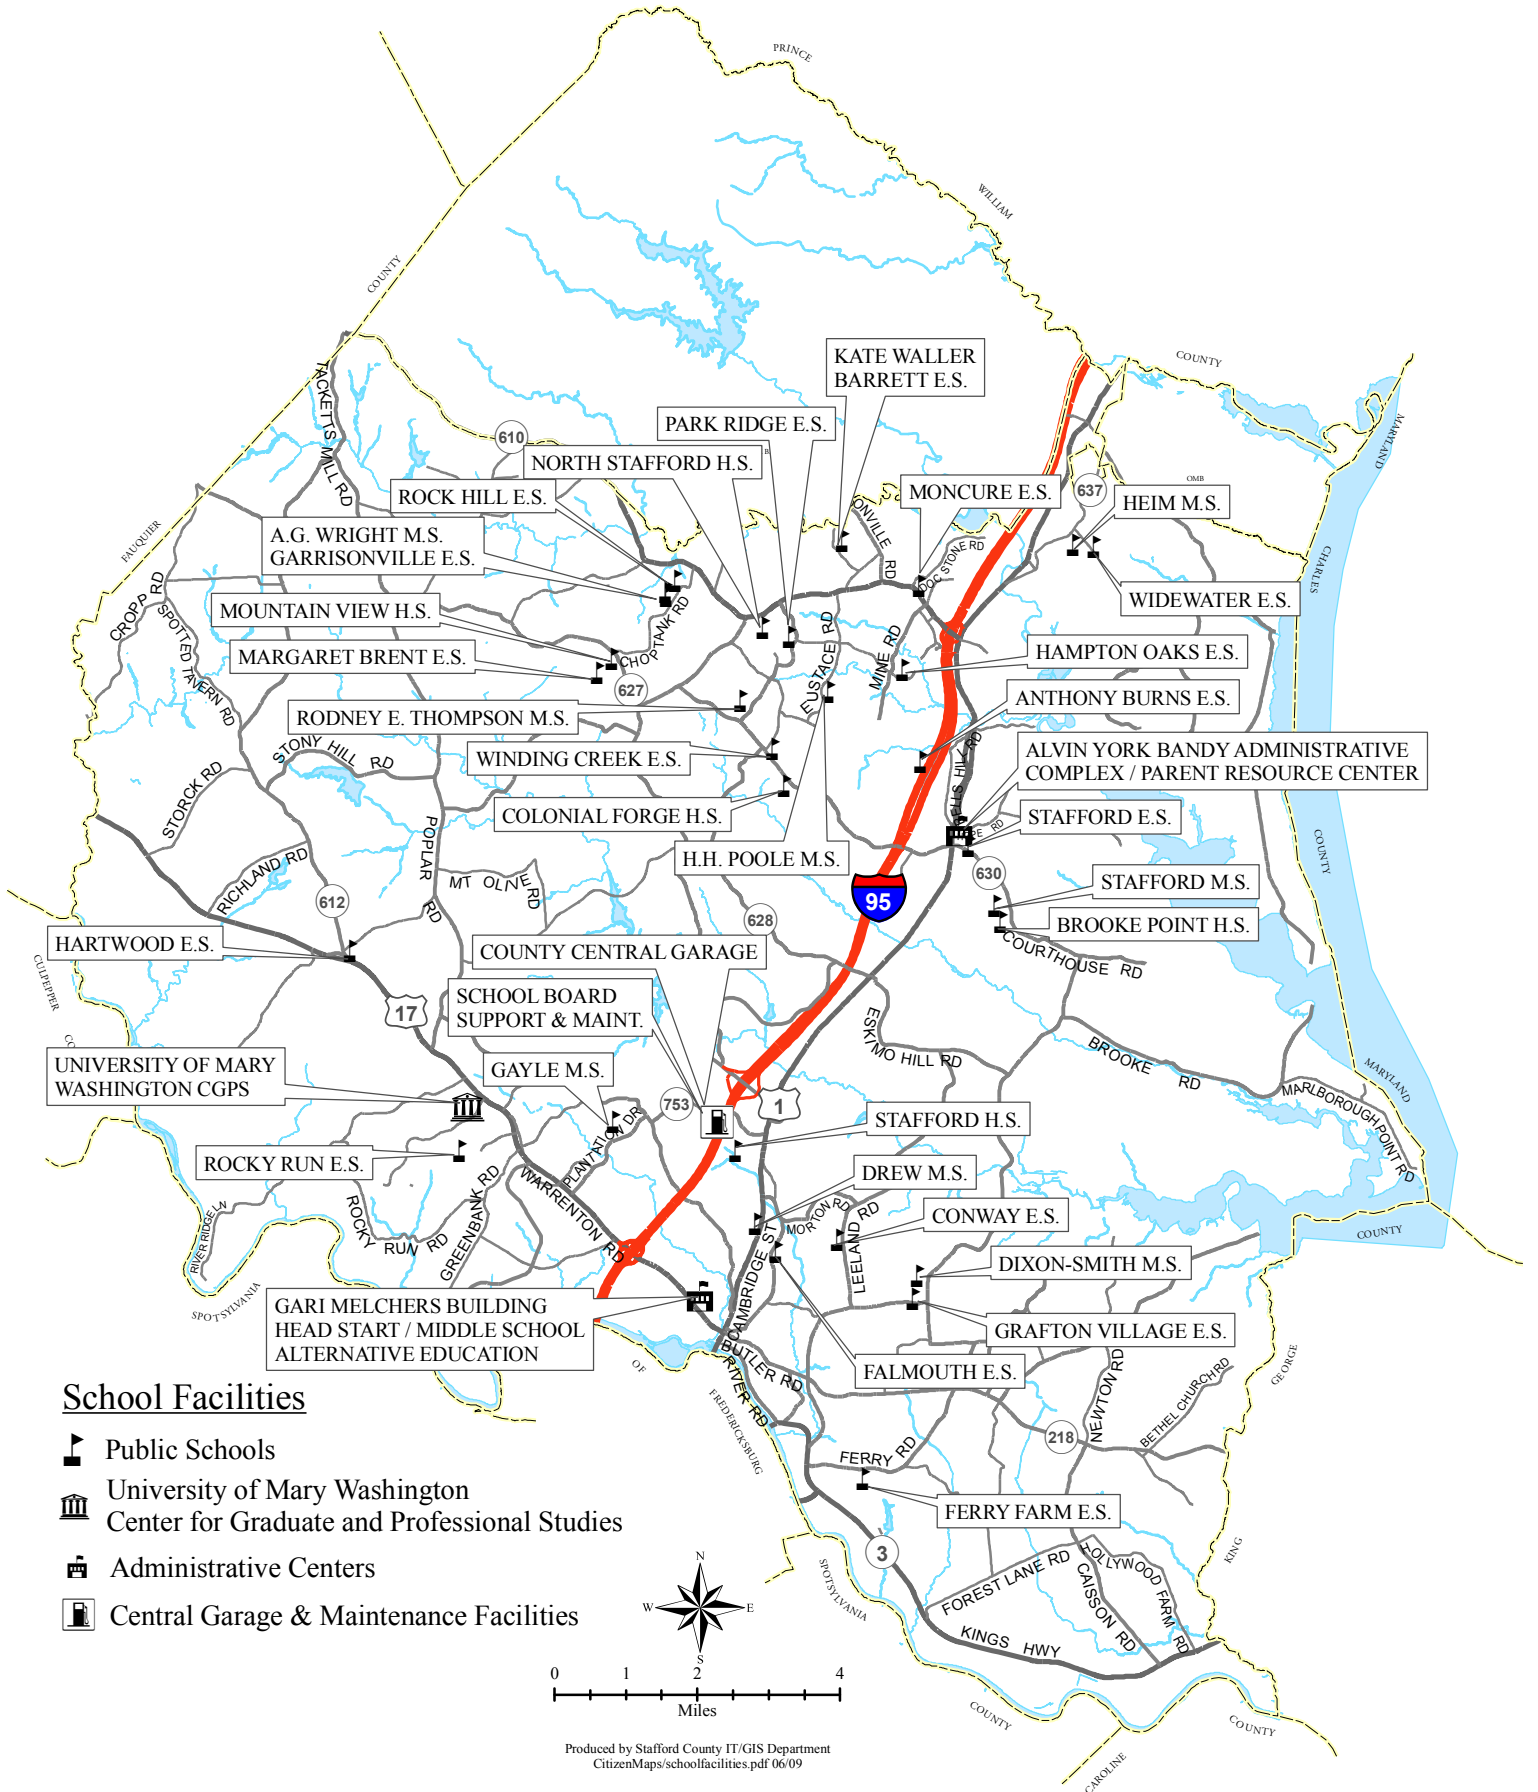 PRINCE
WILLIAM
COUNTY
COUNTY
FAUQUIER
TACKETTS MILL RD
610
KATE WALLER
BARRETT E.S.
PARK RIDGE E.S.
B
NORTH STAFFORD H.S.
ROCK HILL E.S.
A.G. WRIGHT M.S.
GARRISONVILLE E.S.
MONCURE E.S.
637
OMB
HEIM M.S.
WIDEWATER E.S.
MARYLAND
CHARLES
COUNTY
ONVILLE
RD
DOC STONE RD
MOUNTAIN VIEW H.S.
MARGARET BRENT E.S.
CHOPTANK RD
627
EUSTACE RD
MINE RD
HAMPTON OAKS E.S.
ANTHONY BURNS E.S.
CROPP RD
SPOTTED TAVERN RD
RODNEY E. THOMPSON M.S.
WINDING CREEK E.S.
COLONIAL FORGE H.S.
H.H. POOLE M.S.
ALVIN YORK BANDY ADMINISTRATIVE
COMPLEX / PARENT RESOURCE CENTER
STAFFORD E.S.
STAFFORD M.S.
BROOKE POINT H.S.
STONY HILL RD
STORCK RD
RICHLAND RD
612
POPLAR
RD
MT OLIVE RD
628
95
630
COURTHOUSE RD
HARTWOOD E.S.
CULPEPPER
17
COUNTY CENTRAL GARAGE
SCHOOL BOARD
SUPPORT & MAINT.
ESKIMO HILL RD
BROOKE RD
MARLBOROUGH POINT RD
MARYLAND
UNIVERSITY OF MARY
WASHINGTON CGPS
GAYLE M.S.
753
1
STAFFORD H.S.
PLANTATION DR
ROCKY RUN E.S.
WARRENTON RD
DREW M.S.
MORTON RD
LEELAND RD
CONWAY E.S.
COUNTY
RIVER RIDGE LN
ROCKY RUN RD
GREENBANK RD
SPOTSYLVANIA
DIXON-SMITH M.S.
GRAFTON VILLAGE E.S.
FALMOUTH E.S.
CAMBRIDGE ST
BUTLER RD
RIVER RD
GARI MELCHERS BUILDING
HEAD START / MIDDLE SCHOOL
ALTERNATIVE EDUCATION
OF
FREDERICKSBURG
NEWTON RD
BETHEL CHURCH RD
GEORGE
218
FERRY RD
FERRY FARM E.S.
3
KING
FOREST LANE RD
HOLLYWOOD FARM RD
CAISSON RD
KINGS HWY
SPOTSYLVANIA
COUNTY
COUNTY
CAROLINE
School Facilities
Public Schools
University of Mary Washington
Center for Graduate and Professional Studies
Administrative Centers
Central Garage & Maintenance Facilities
N
W E
S
0 1 2 4
Miles
Produced by Stafford County IT/GIS Department
CitizenMaps/schoolfacilities.pdf 06/09